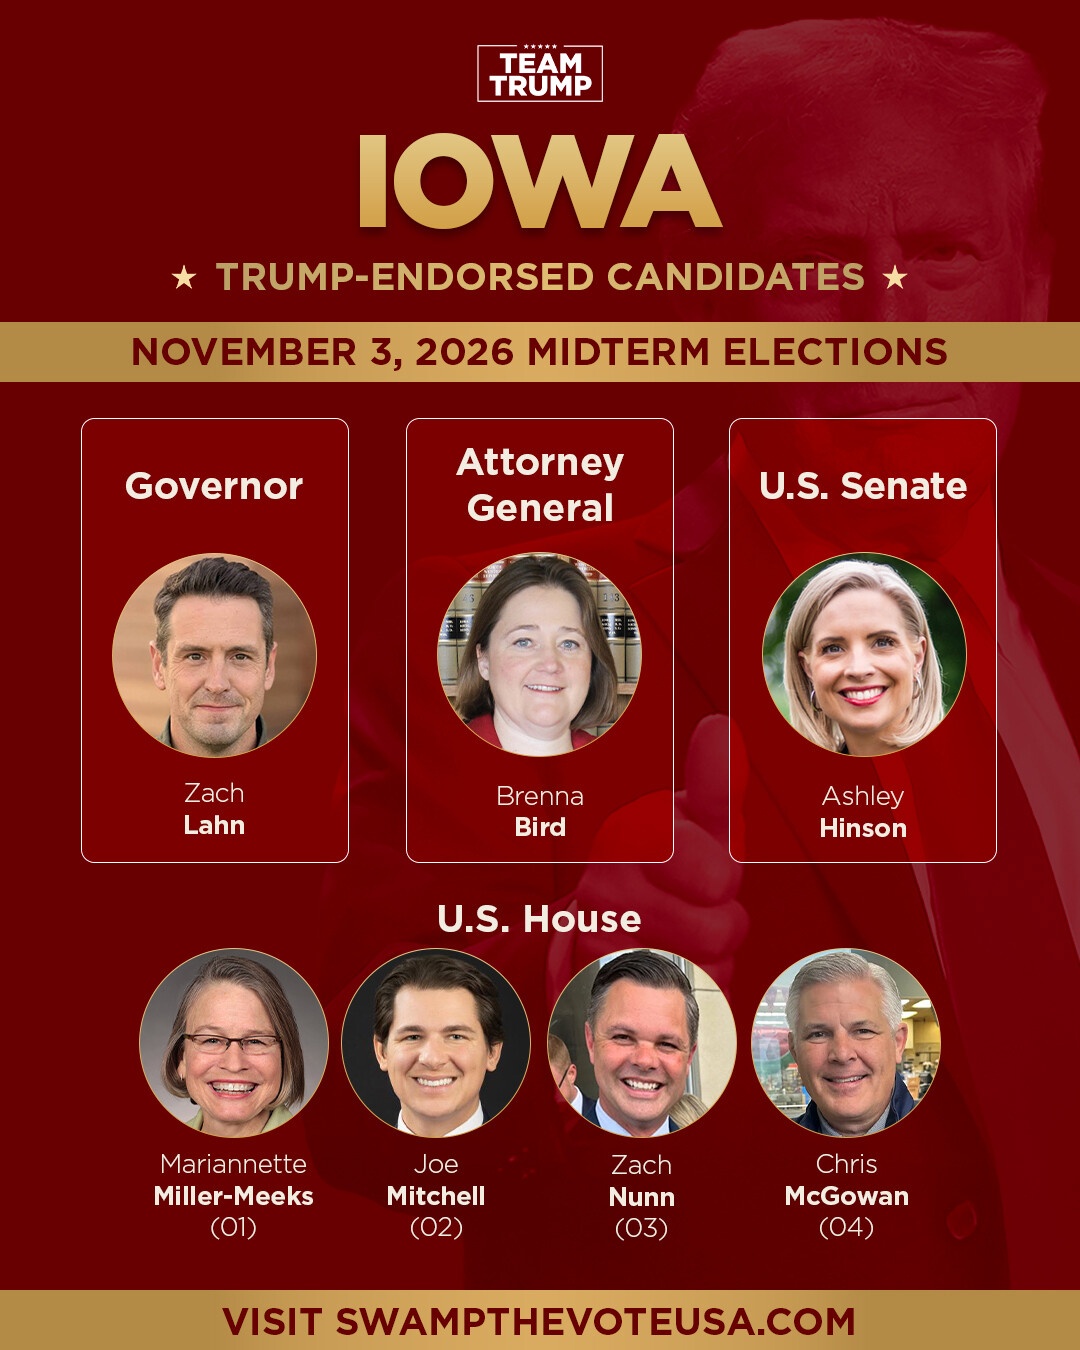 TEAM
TRUMP
IOWA
TRUMP-ENDORSED CANDIDATES
NOVEMBER 3, 2026 MIDTERM ELECTIONS
Governor
Zach
Lahn
Attorney
General
Brenna
Bird
U.S. Senate
Ashley
Hinson
U.S. House
Mariannette
Miller-Meeks
(01)
Joe
Mitchell
(02)
Zach
Nunn
(03)
Chris
McGowan
(04)
VISIT SWAMPTHEVOTEUSA.COM